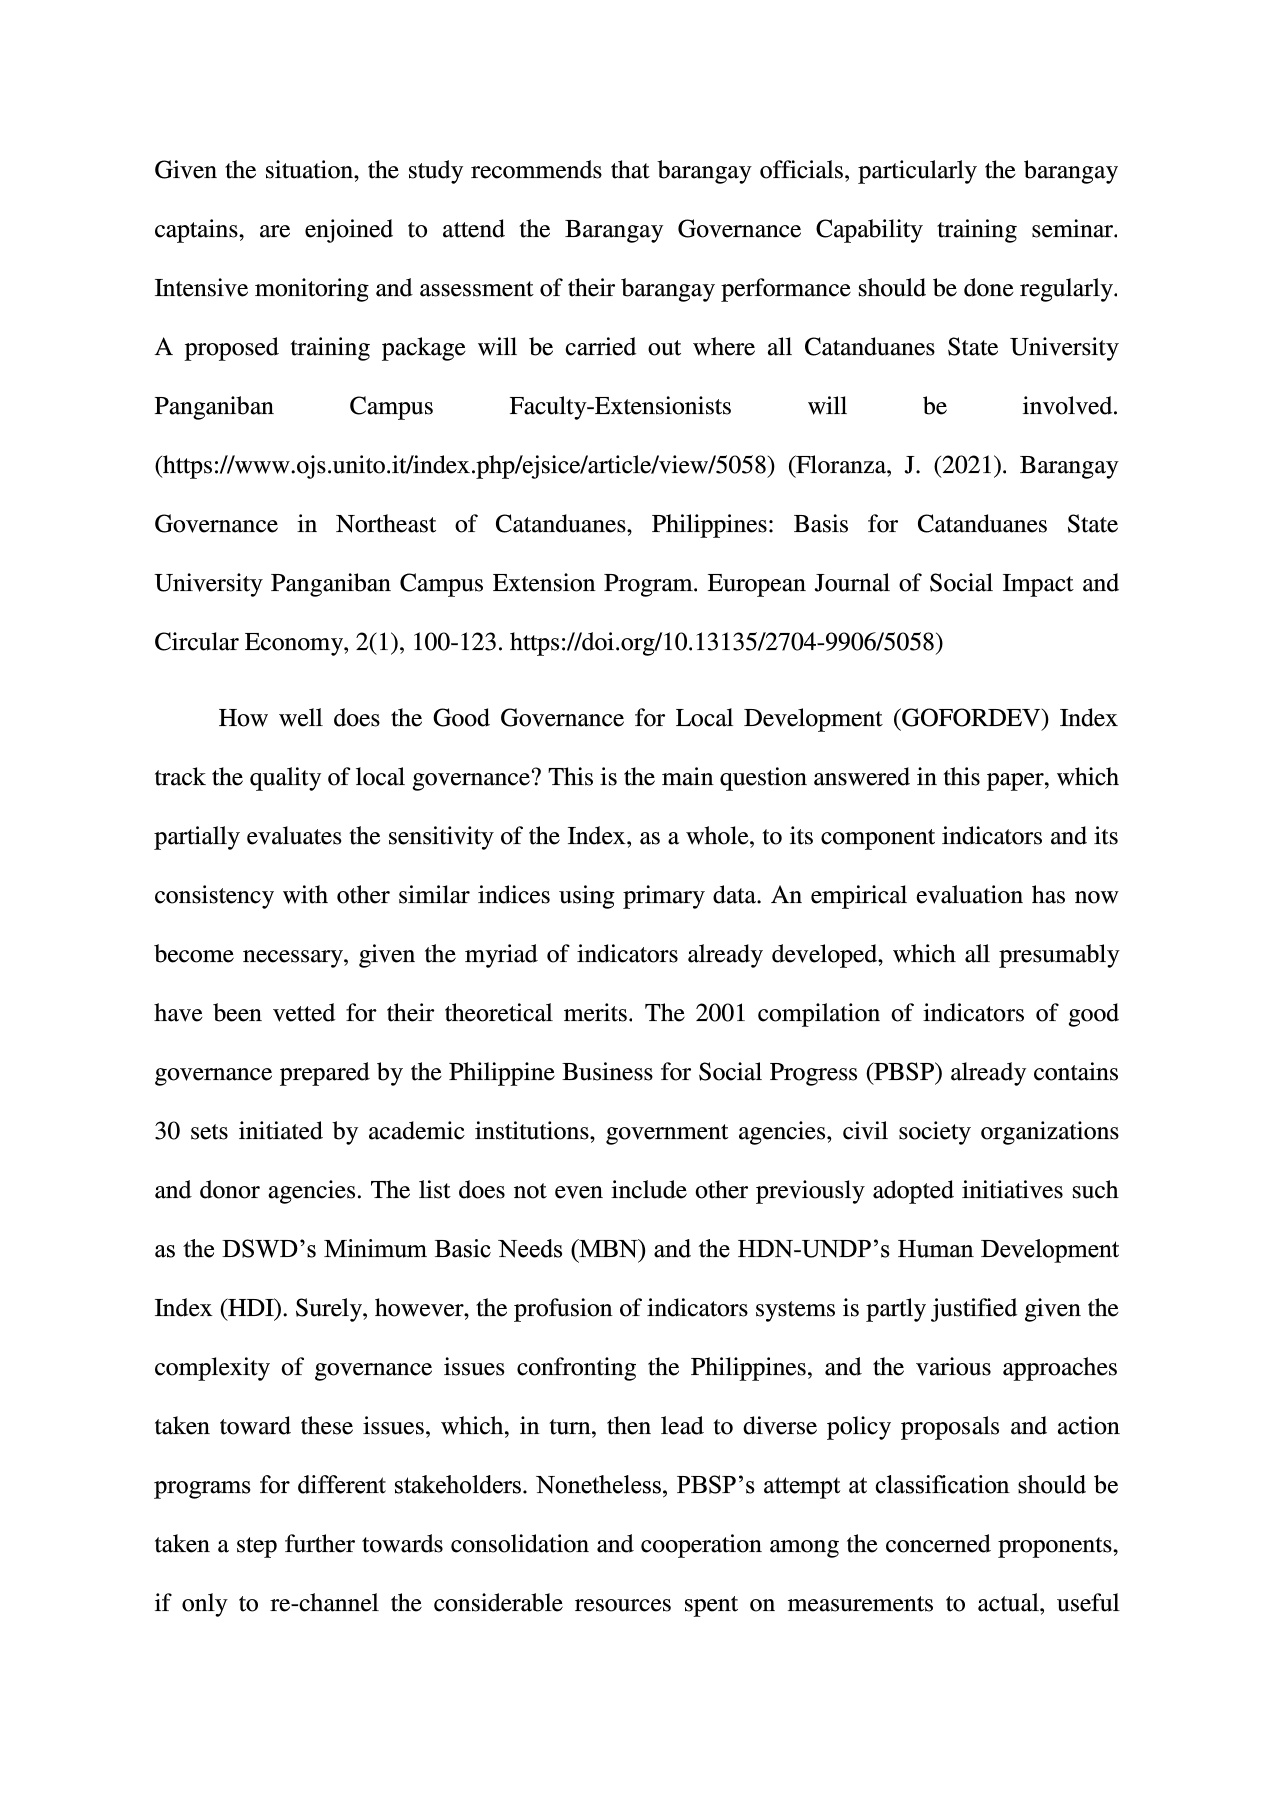 Given the situation, the study recommends that barangay officials, particularly the barangay
captains, are enjoined to attend the Barangay Governance Capability training seminar.
Intensive monitoring and assessment of their barangay performance should be done regularly.
A proposed training package will be carried out where all Catanduanes State University
Panganiban Campus Faculty-Extensionists will be involved.
(https://www.ojs.unito.it/index.php/ejsice/article/view/5058) (Floranza, J. (2021). Barangay
Governance in Northeast of Catanduanes, Philippines: Basis for Catanduanes State
University Panganiban Campus Extension Program. European Journal of Social Impact and
Circular Economy, 2(1), 100-123. https://doi.org/10.13135/2704-9906/5058)
How well does the Good Governance for Local Development (GOFORDEV) Index
track the quality of local governance? This is the main question answered in this paper, which
partially evaluates the sensitivity of the Index, as a whole, to its component indicators and its
consistency with other similar indices using primary data. An empirical evaluation has now
become necessary, given the myriad of indicators already developed, which all presumably
have been vetted for their theoretical merits. The 2001 compilation of indicators of good
governance prepared by the Philippine Business for Social Progress (PBSP) already contains
30 sets initiated by academic institutions, government agencies, civil society organizations
and donor agencies. The list does not even include other previously adopted initiatives such
as the DSWD’s Minimum Basic Needs (MBN) and the HDN-UNDP’s Human Development
Index (HDI). Surely, however, the profusion of indicators systems is partly justified given the
complexity of governance issues confronting the Philippines, and the various approaches
taken toward these issues, which, in turn, then lead to diverse policy proposals and action
programs for different stakeholders. Nonetheless, PBSP’s attempt at classification should be
taken a step further towards consolidation and cooperation among the concerned proponents,
if only to re-channel the considerable resources spent on measurements to actual, useful